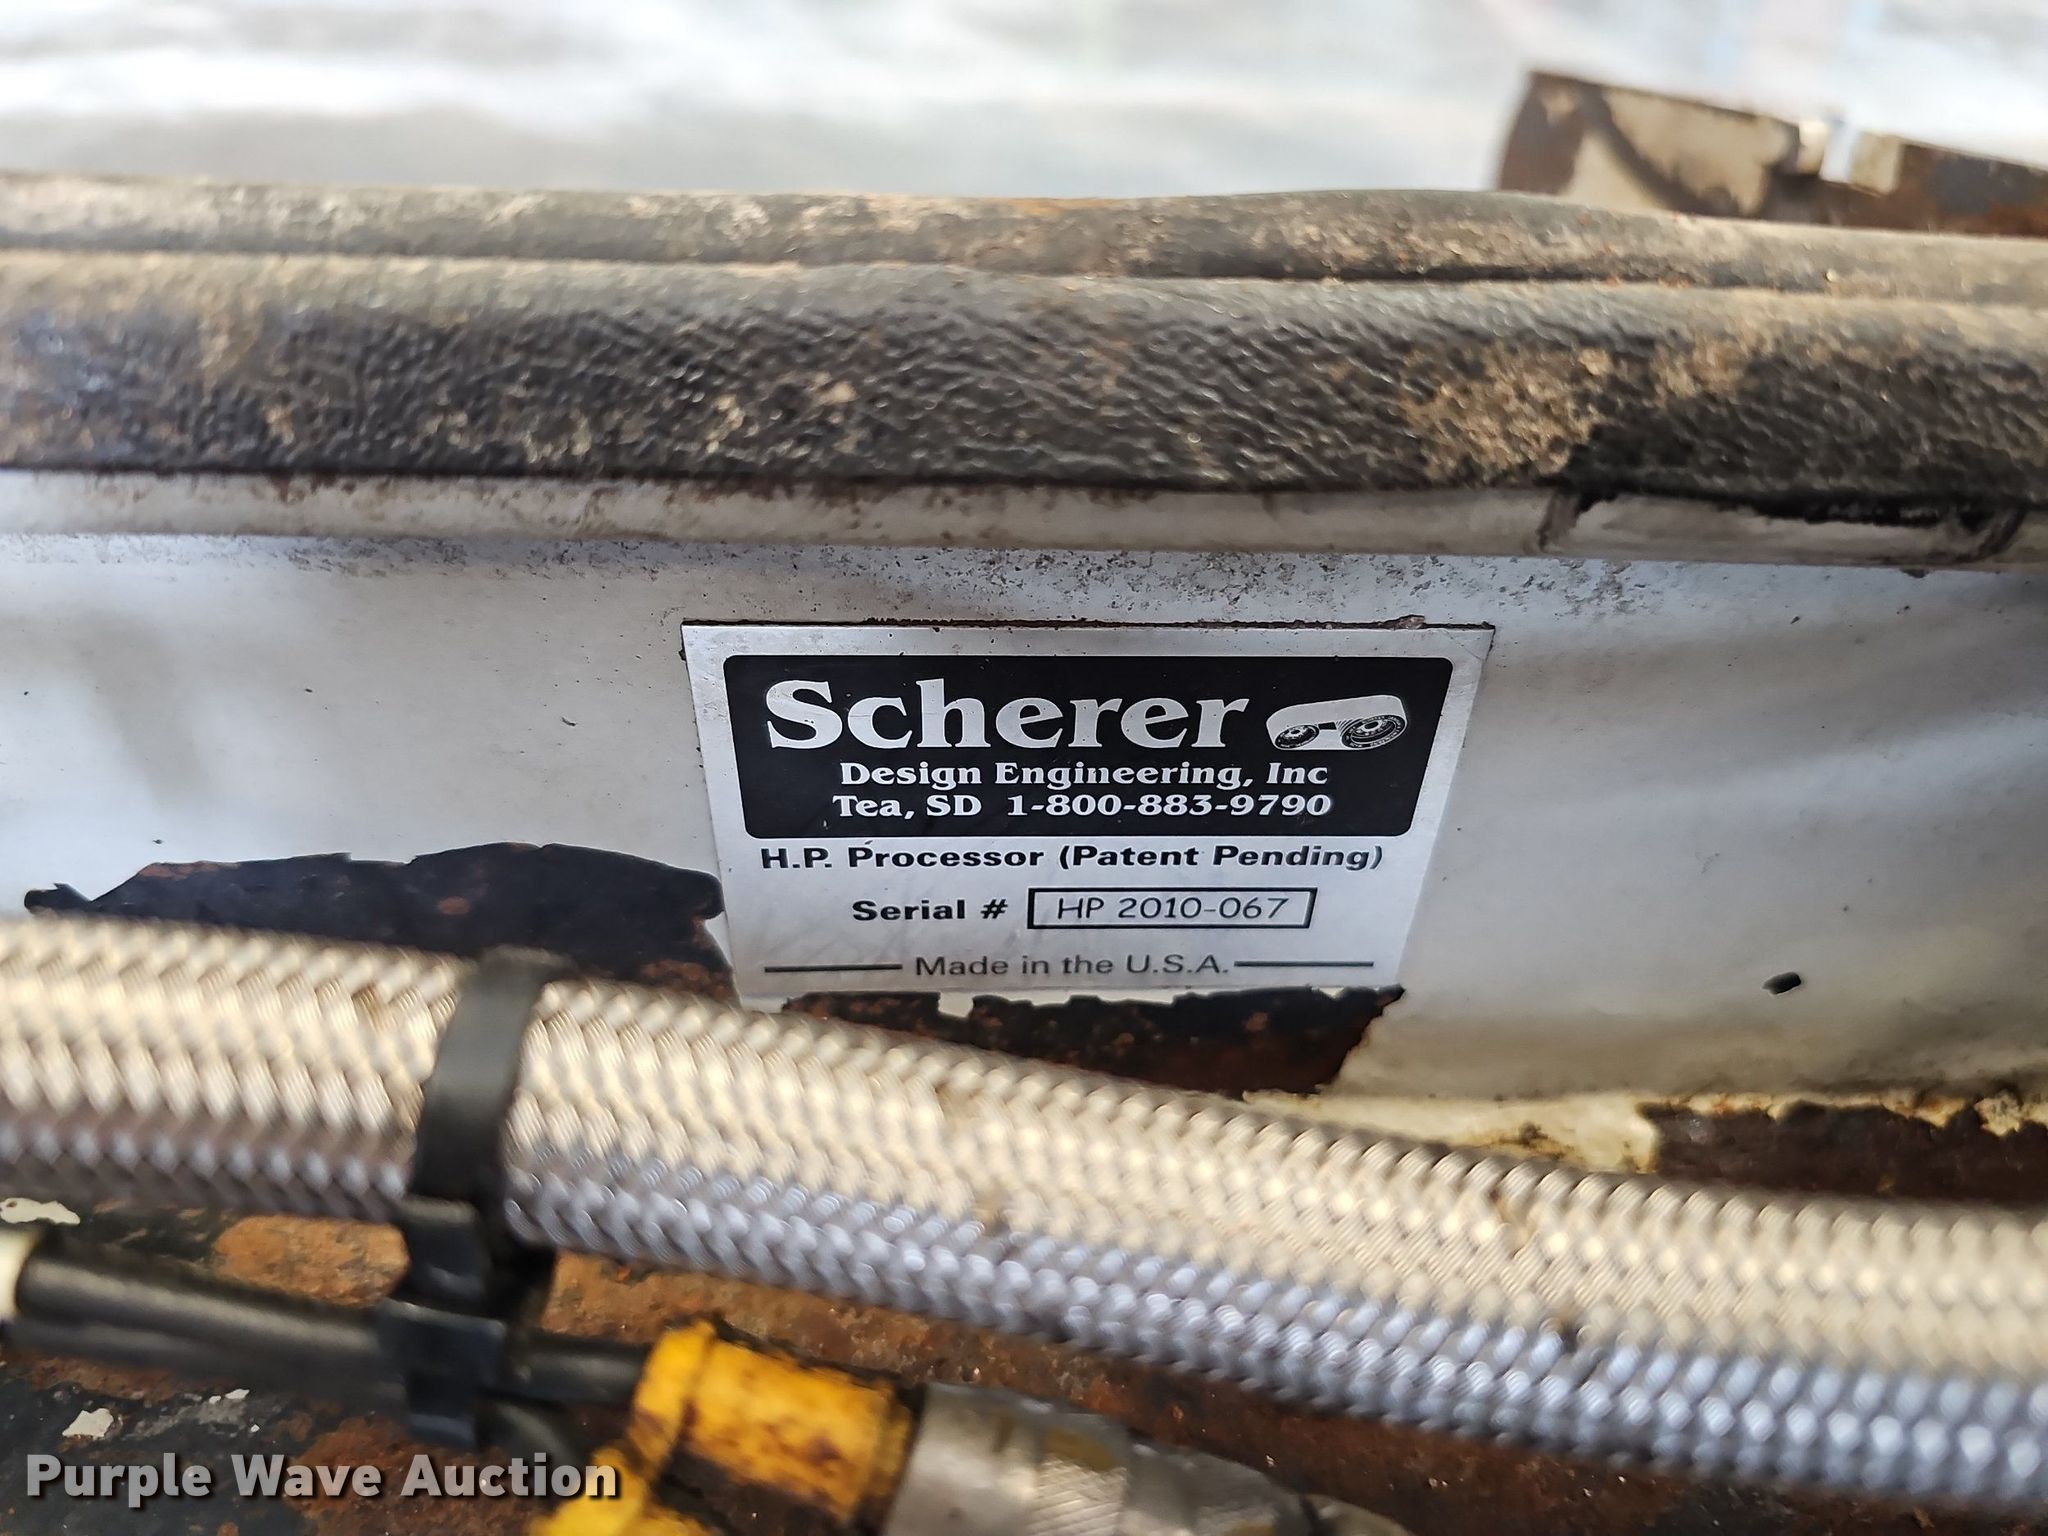 Scherer
Design Engineering, Inc
Tea, SD 1-800-883-9790
H.P. Processor (Patent Pending)
Serial # HP 2010-067
Made in the U.S.A.
Purple Wave Auction